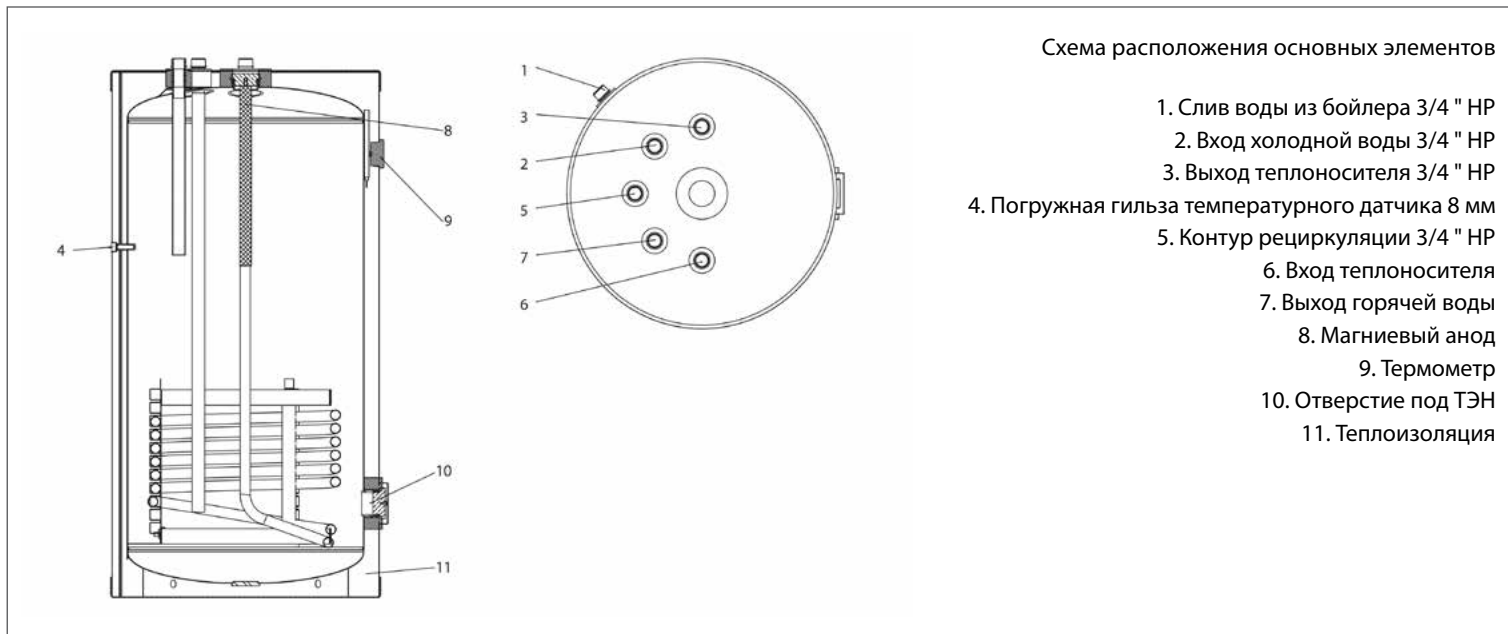 Схема расположения основных элементов
1. Слив воды из бойлера 3/4 " НР
2. Вход холодной воды 3/4 " НР
3. Выход теплоносителя 3/4 " НР
4. Погружная гильза температурного датчика 8 мм
5. Контур рециркуляции 3/4 " НР
6. Вход теплоносителя
7. Выход горячей воды
8. Магниевый анод
9. Термометр
10. Отверстие под ТЭН
11. Теплоизоляция
8
9
4
10
11
1
3
2
5
7
6